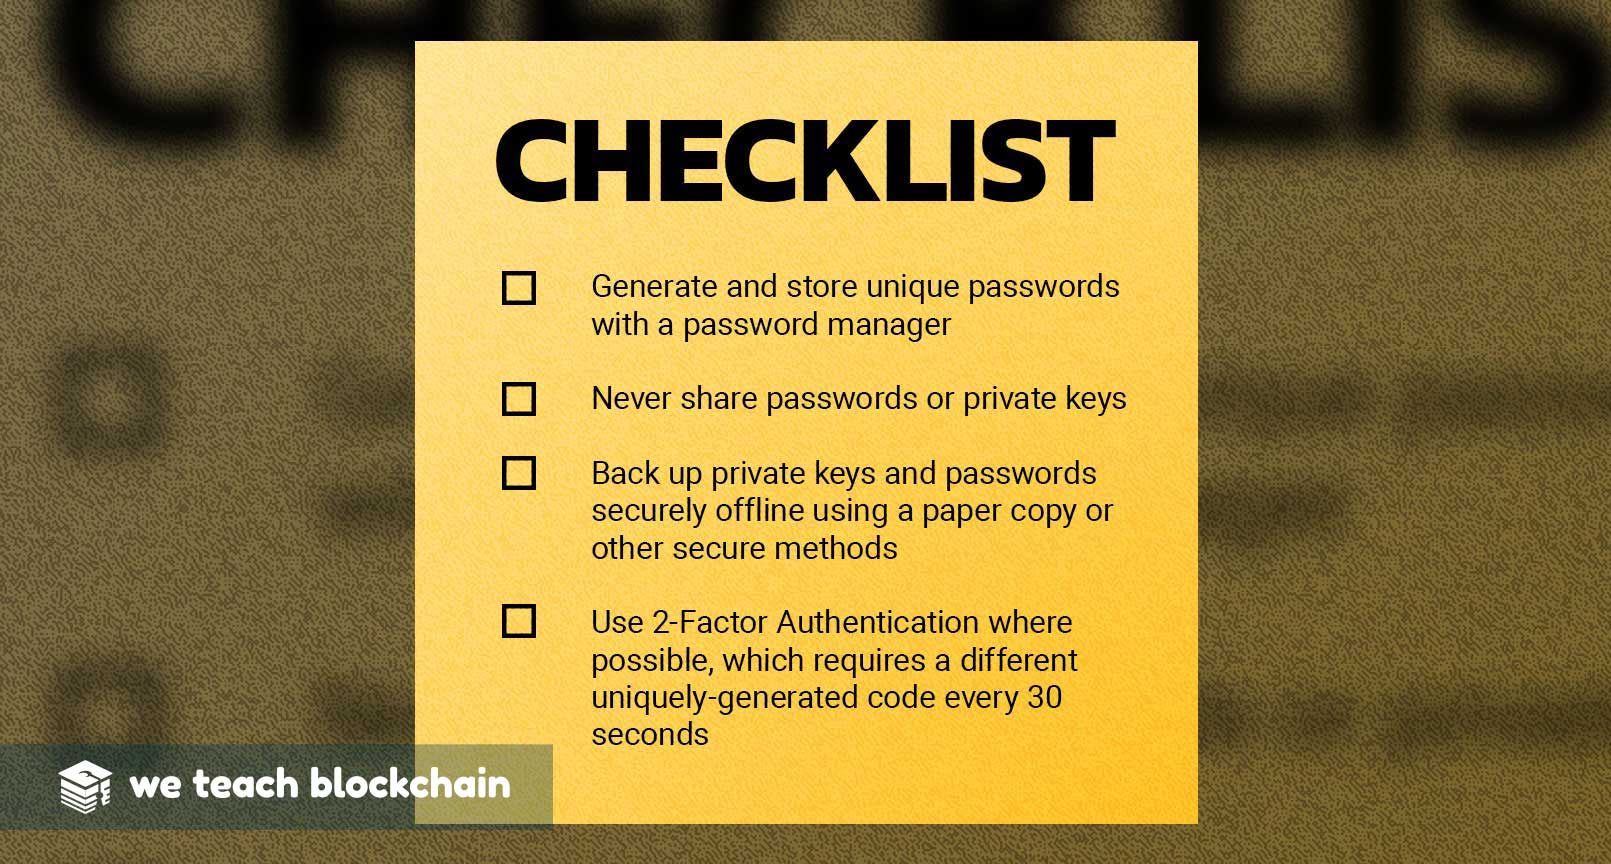 CHECKLIST
Generate and store unique passwords
with a password manager
Never share passwords or private keys
Back up private keys and passwords
securely offline using a paper copy or
other secure methods
Use 2-Factor Authentication where
possible, which requires a different
uniquely-generated code every 30
seconds
we teach blockchain